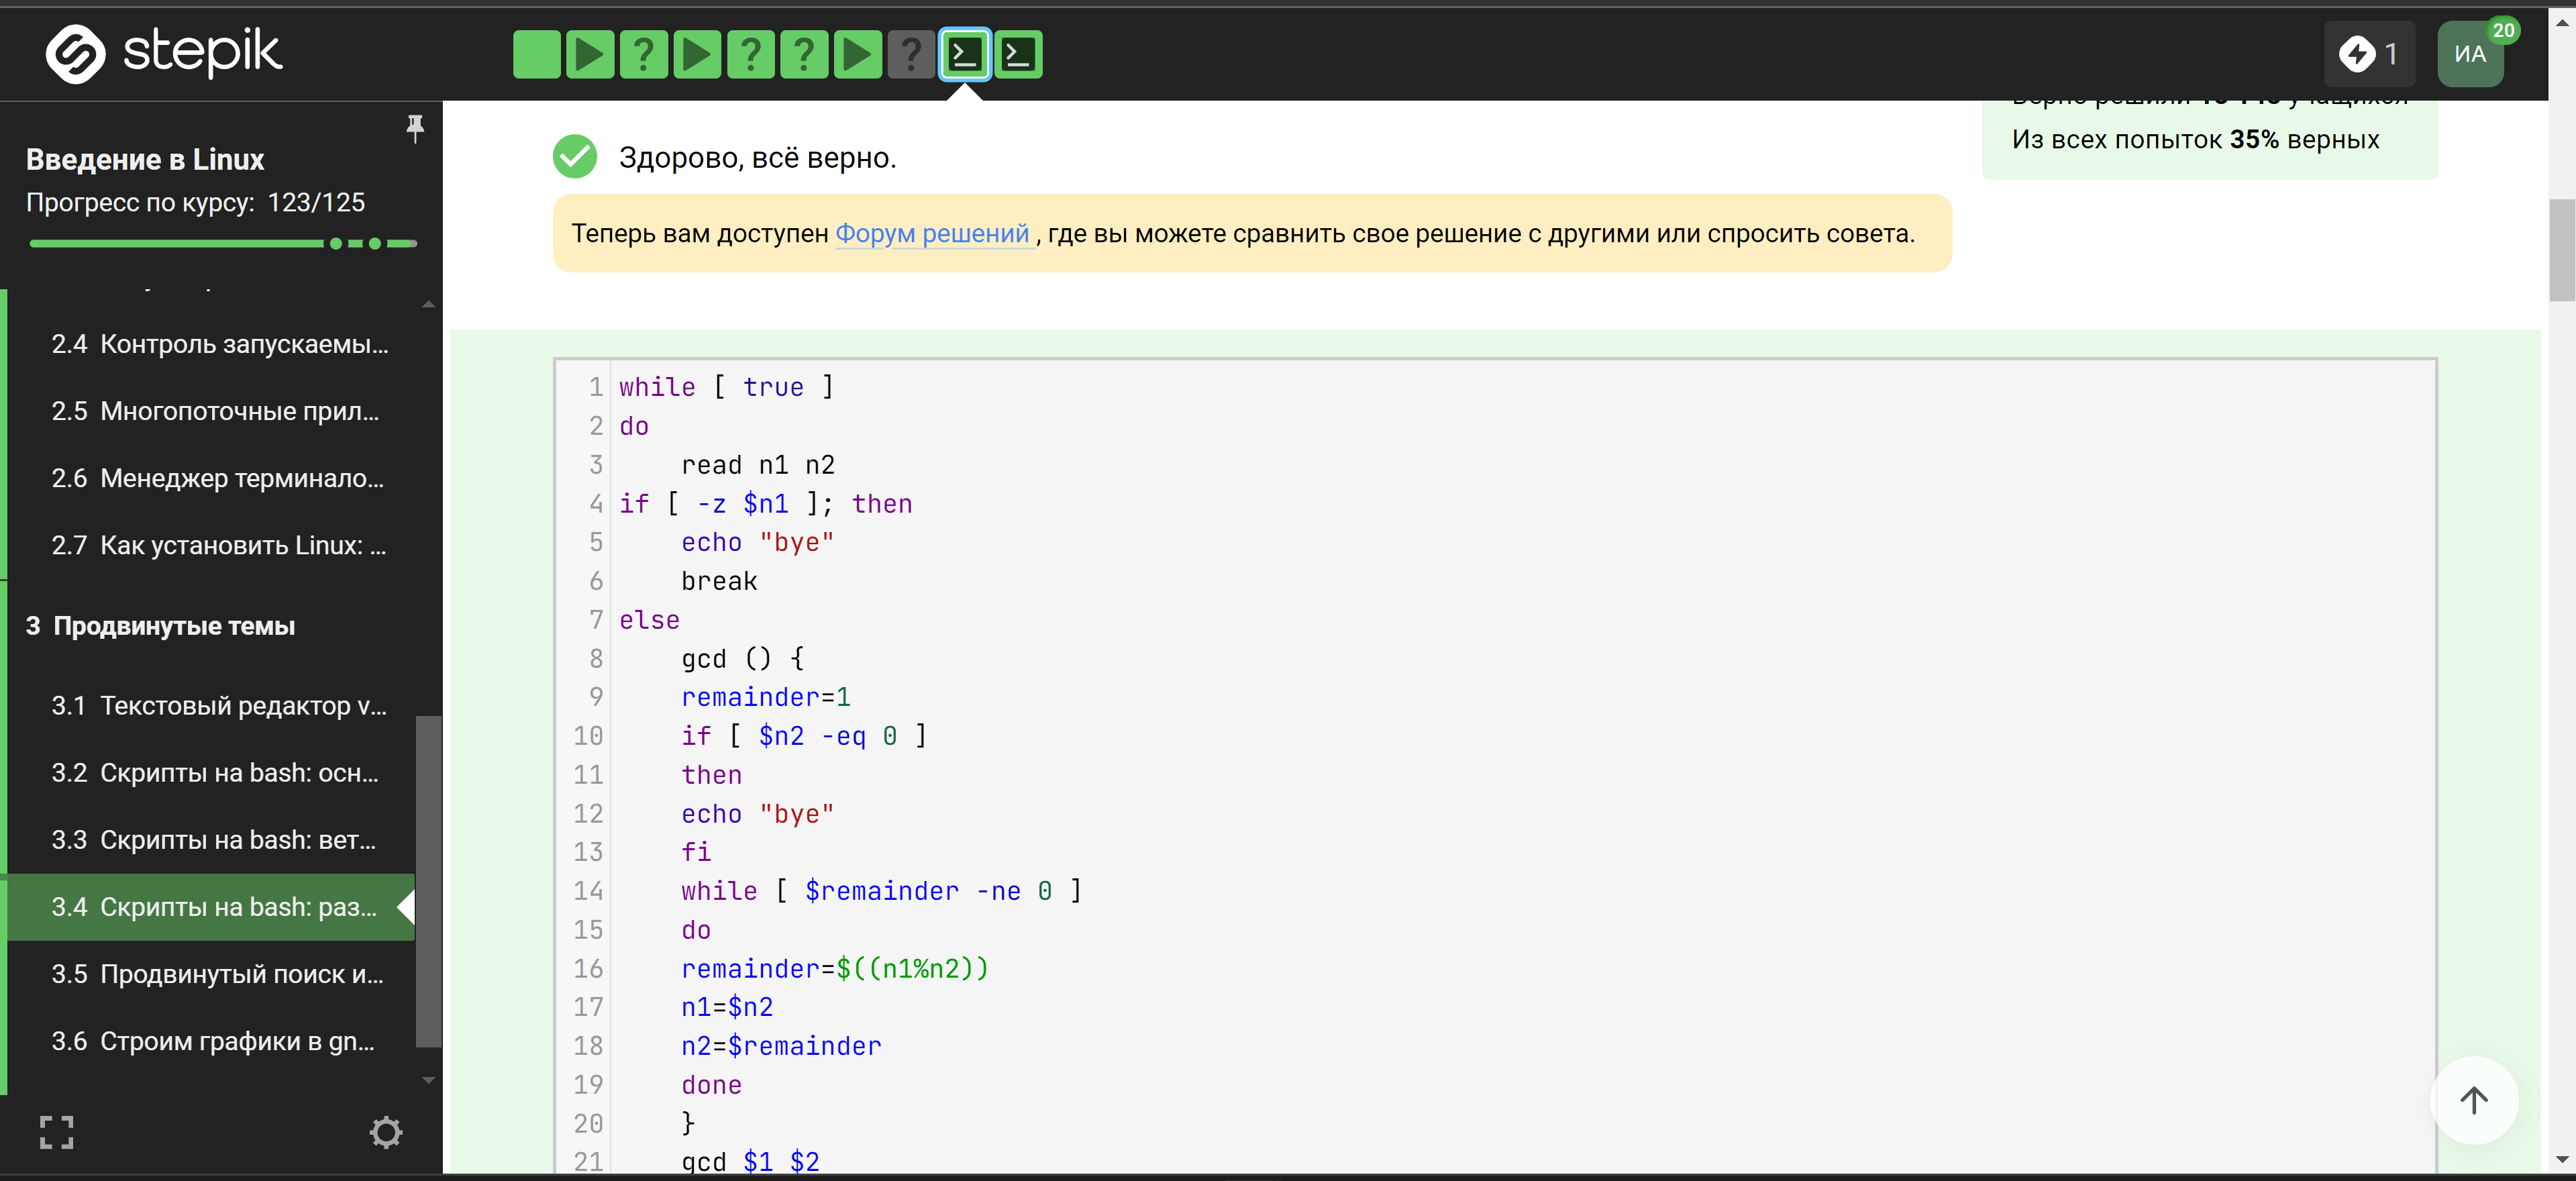 stepik
? ? ? ?
1
ИА
20
Введение в Linux
Прогресс по курсу: 123/125
2.4 Контроль запускаемы...
2.5 Многопоточные прил...
2.6 Менеджер терминало...
2.7 Как установить Linux: ...
3 Продвинутые темы
3.1 Текстовый редактор v...
3.2 Скрипты на bash: осн...
3.3 Скрипты на bash: вет...
3.4 Скрипты на bash: раз...
3.5 Продвинутый поиск и...
3.6 Строим графики в gn...
Здорово, всё верно.
Из всех попыток 35% верных
Теперь вам доступен Форум решений , где вы можете сравнить свое решение с другими или спросить совета.
1 while [ true ]
2 do
3     read n1 n2
4 if [ -z $n1 ]; then
5     echo "bye"
6     break
7 else
8     gcd () {
9     remainder=1
10     if [ $n2 -eq 0 ]
11     then
12     echo "bye"
13     fi
14     while [ $remainder -ne 0 ]
15     do
16     remainder=$((n1%n2))
17     n1=$n2
18     n2=$remainder
19     done
20     }
21     gcd $1 $2